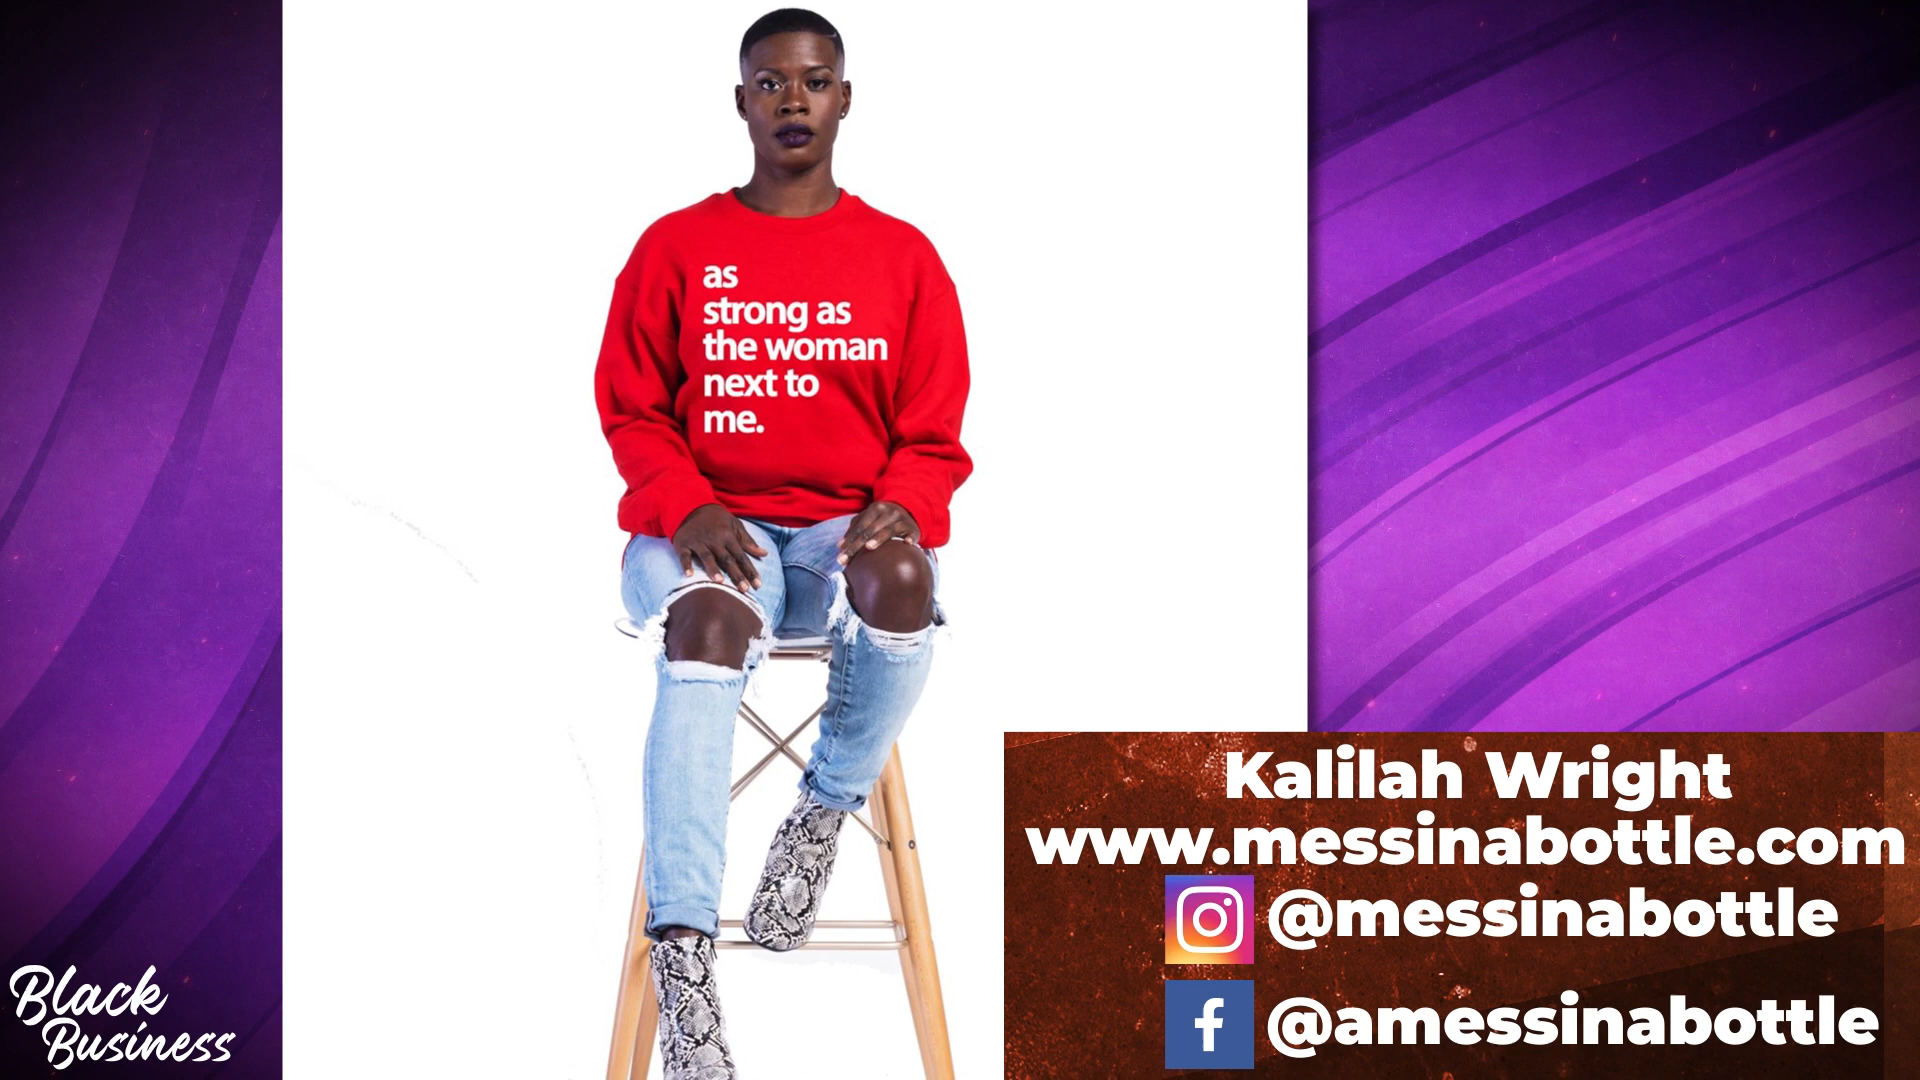 as
strong as
the woman
next to
me.
Kalilah Wright
www.messinabottle.com
@messinabottle
@amessinabottle
Black
Business